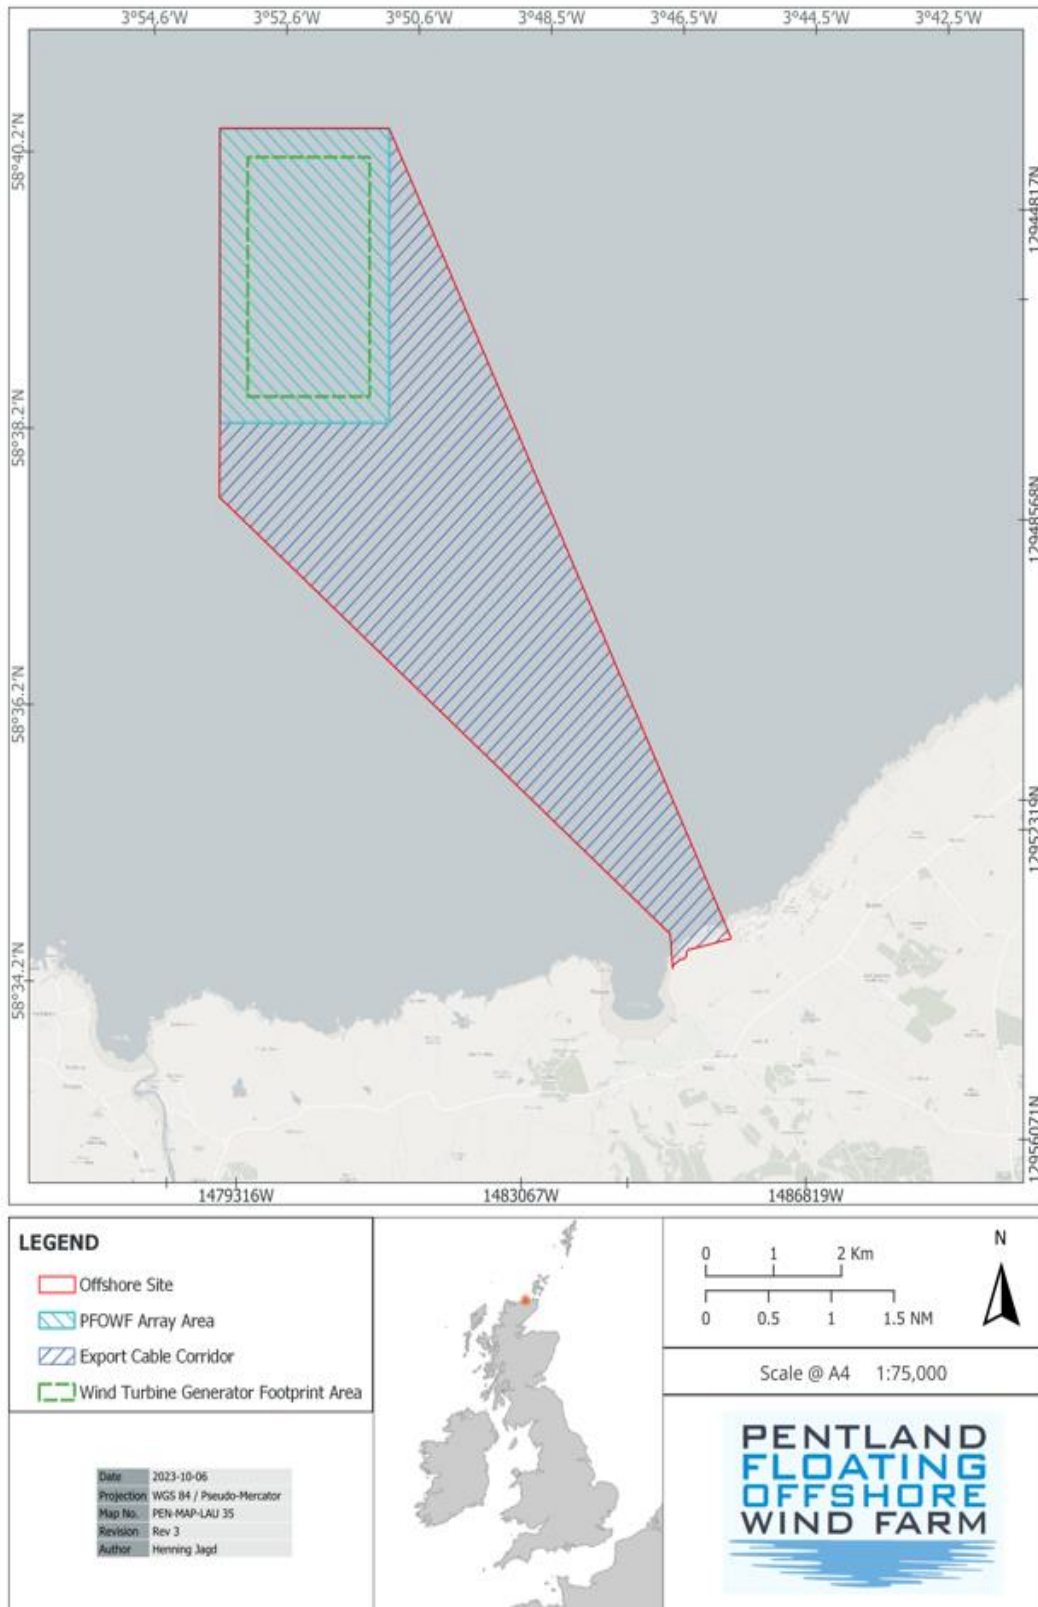 3°54,6'W 3°52,6'W 3°50,6'W 3°48,5'W 3°46,5'W 3°44,5'W 3°42,5'W
58°40.2'N
58°38.2'N
58°36.2'N
58°34.2'N
12944817N
12948568N
12952319N
12956071N
1479316W 1483067W 1486819W
LEGEND
Offshore Site
PFOWF Array Area
Export Cable Corridor
Wind Turbine Generator Footprint Area
Date 2023-10-06
Projection WGS 84 / Pseudo-Mercator
Map No. PEN-MAP-LAU 35
Revision Rev 3
Author Henning Jagd
0 1 2 Km
0 0.5 1 1.5 NM
N
Scale @ A4 1:75,000
PENTLAND
FLOATING
OFFSHORE
WIND FARM